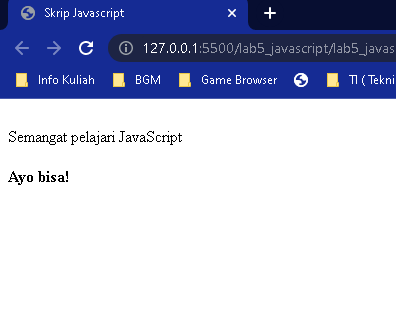 Skrip Javascript
127.0.0.1:5500/lab5_javascript/lab5_javas
Info Kuliah BGM Game Browser TI ( Tekni
Semangat pelajari JavaScript
Ayo bisa!